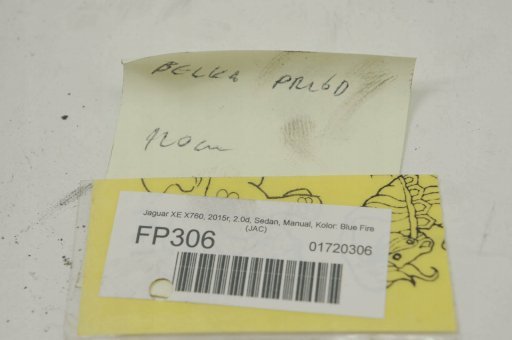 BELKA PRZÓD
120cm
Jaguar XE X760, 2015r, 2.0d, Sedan, Manual, Kolor: Blue Fire
(JAC)
FP306
01720306